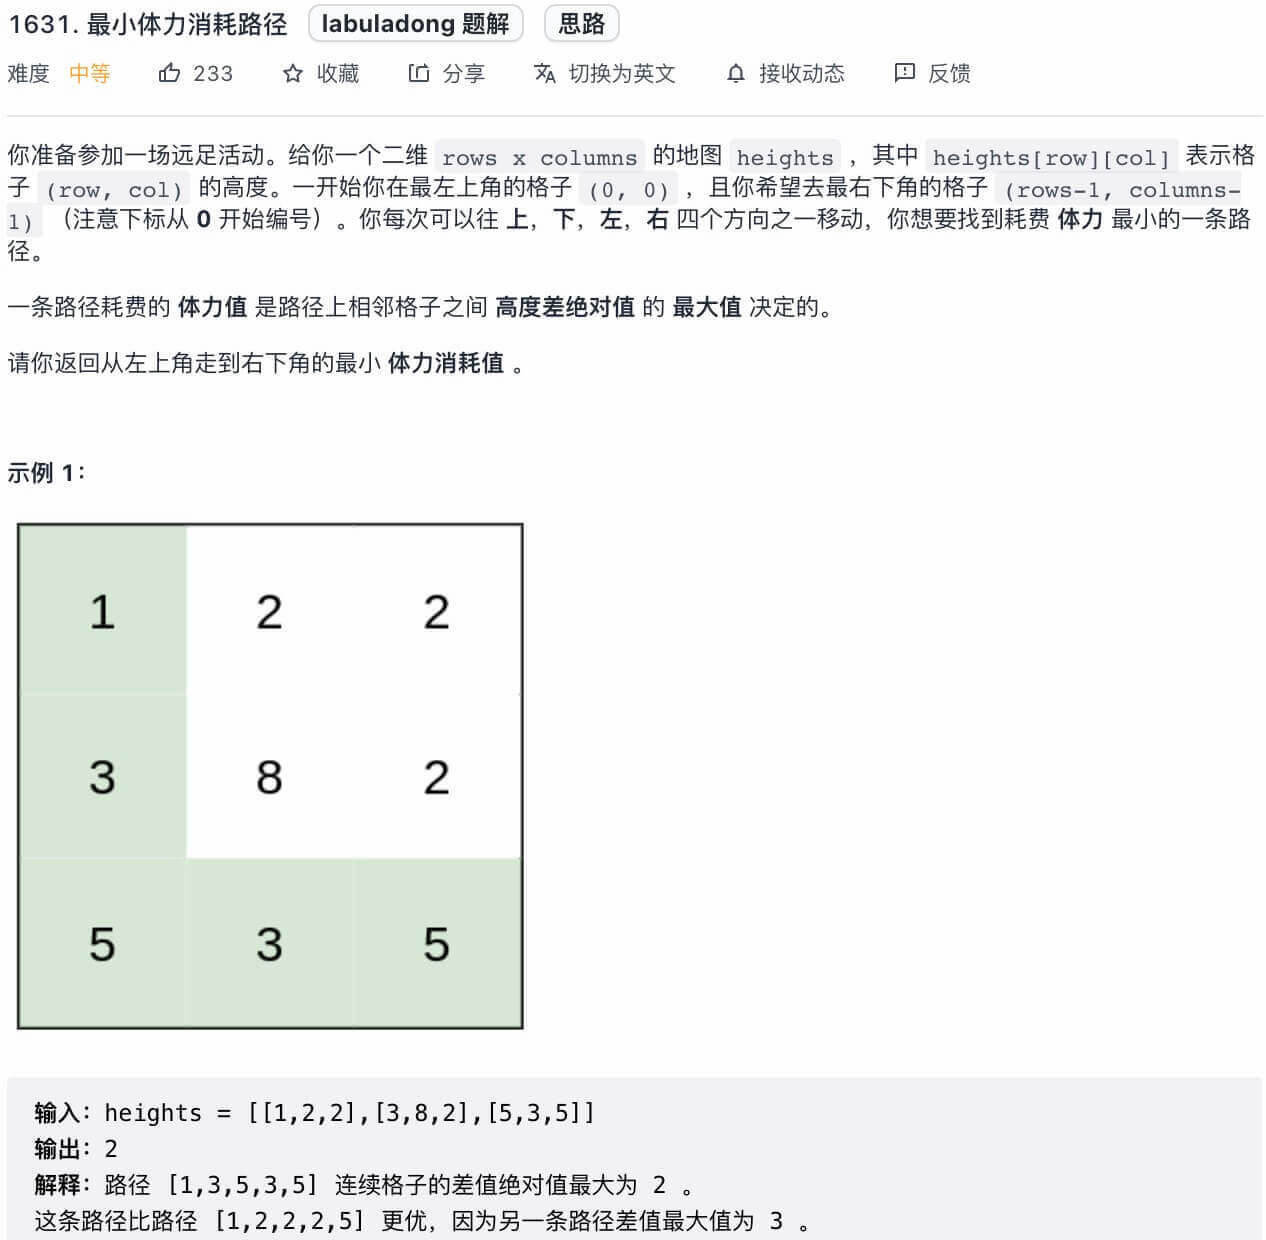 1631. 最小体力消耗路径 labuladong 题解 思路
难度 中等 233 收藏 分享 切换为英文 接收动态 反馈
你准备参加一场远足活动。给你一个二维 rows x columns 的地图 heights ，其中 heights[row][col] 表示格
子 (row, col) 的高度。一开始你在最左上角的格子 (0, 0) ，且你希望去最右下角的格子 (rows-1, columns-
1) （注意下标从 0 开始编号）。你每次可以往 上，下，左，右 四个方向之一移动，你想要找到耗费 体力 最小的一条路
径。
一条路径耗费的 体力值 是路径上相邻格子之间 高度差绝对值 的 最大值 决定的。
请你返回从左上角走到右下角的最小 体力消耗值 。
示例 1：
1 2 2
3 8 2
5 3 5
输入：heights = [[1,2,2],[3,8,2],[5,3,5]]
输出：2
解释：路径 [1,3,5,3,5] 连续格子的差值绝对值最大为 2 。
这条路径比路径 [1,2,2,2,5] 更优，因为另一条路径差值最大值为 3 。